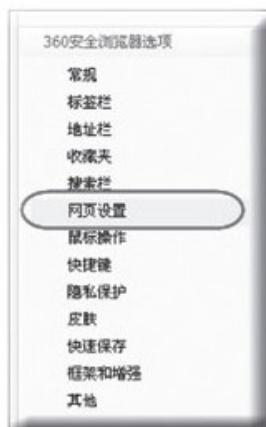 360安全浏览器选项
常规
标签栏
地址栏
收藏夹
搜索栏
网页设置
鼠标操作
快捷键
隐私保护
皮肤
快速保存
框架和增强
其他